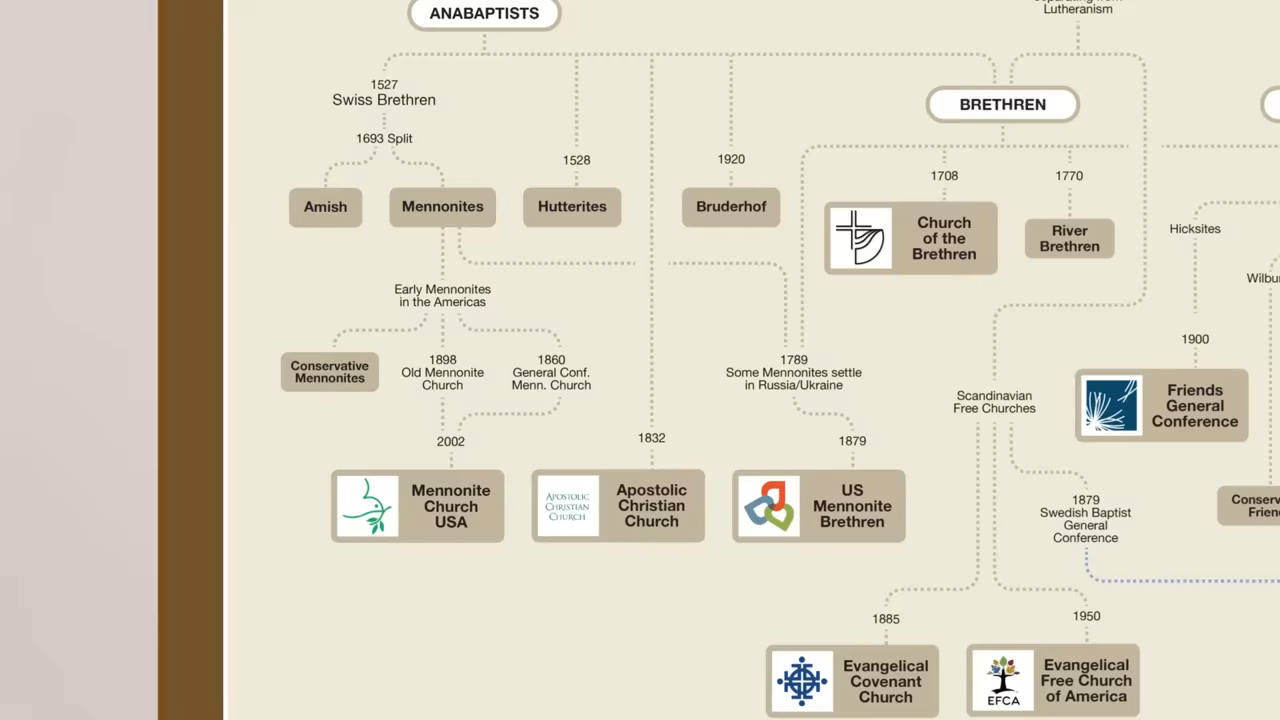 ANABAPTISTS
Lutheranism
1527
Swiss Brethren
BRETHREN
1693 Split
1528
1920
1708
1770
Amish
Mennonites
Hutterites
Bruderhof
Church
of the
Brethren
River
Brethren
Hicksites
Early Mennonites
in the Americas
1900
Conservative
Mennonites
1898
Old Mennonite
Church
1860
General Conf.
Menn. Church
1789
Some Mennonites settle
in Russia/Ukraine
Scandinavian
Free Churches
Friends
General
Conference
2002
1832
1879
Mennonite
Church
USA
APOSTOLIC
CHRISTIAN
CHURCH
Apostolic
Christian
Church
US
Mennonite
Brethren
1879
Swedish Baptist
General
Conference
1885
1950
Evangelical
Covenant
Church
EFCA
Evangelical
Free Church
of America